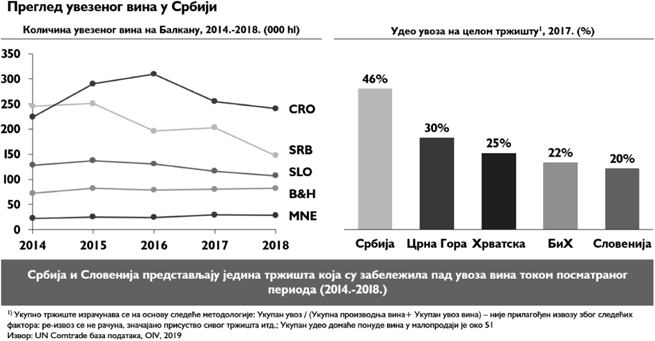 Преглед увезеног вина у Србији
Количина увезеног вина на Балкану, 2014.-2018. (000 hl)
350
300
250
200
150
100
50
0
2014
2015
2016
2017
2018
CRO
SRB
SLO
B&H
MNE
Удео увоза на целом тржишту¹, 2017. (%)
46%
30%
25%
22%
20%
Србија
Црна Гора
Хрватска
БиХ
Словенија
Србија и Словенија представљају једина тржишта која су забележила пад увоза вина током посматраног
периода (2014.-2018.)
¹⁾ Укупно тржиште израчунава се на основу следеће методологије: Укупан увоз / (Укупна производња вина+ Укупан увоз вина) – није прилагођен извозу због следећих
фактора: ре-извоз се не рачуна, значајано присуство сивог тржишта итд.; Укупан удео домаће понуде вина у малопродаји је око 51
Извор: UN Comtrade база података, OIV, 2019